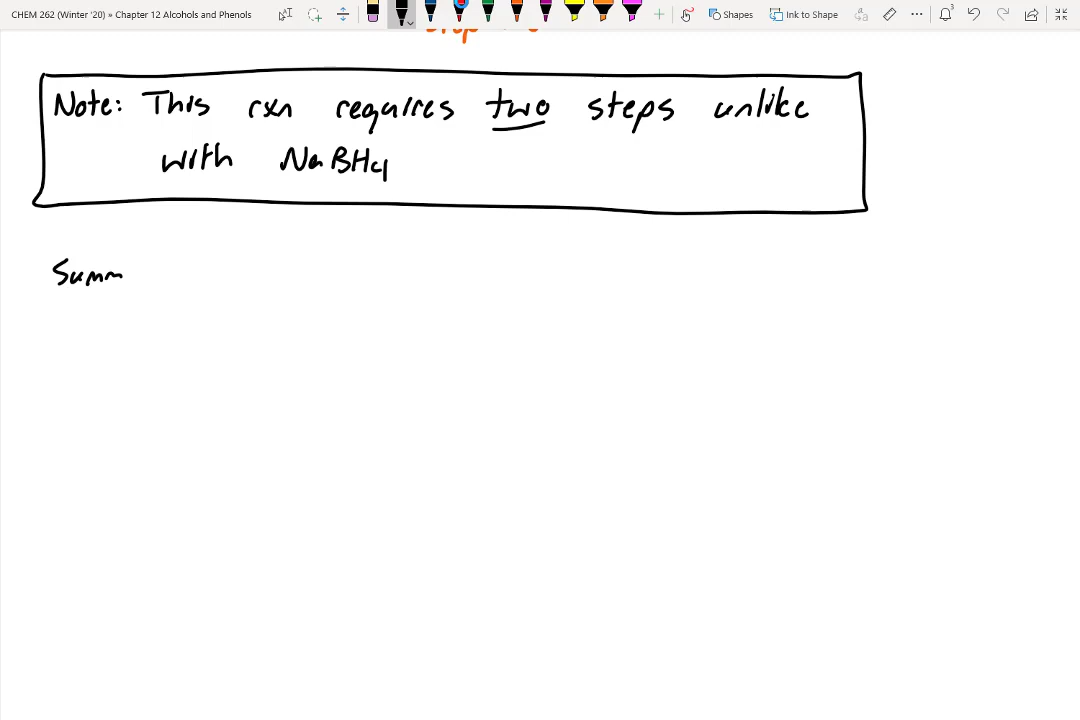 CHEM 262 (Winter '20) » Chapter 12 Alcohols and Phenols
Shapes
Ink to Shape
3
Note: This rxn requires two steps unlike
with NaBH4
Summ